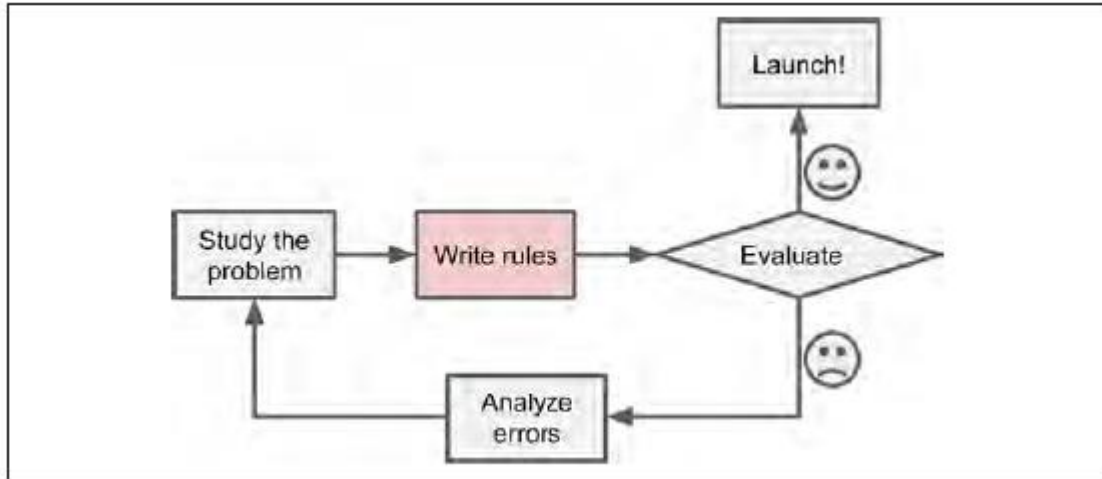 Launch!
Study the
problem
Write rules
Evaluate
Analyze
errors